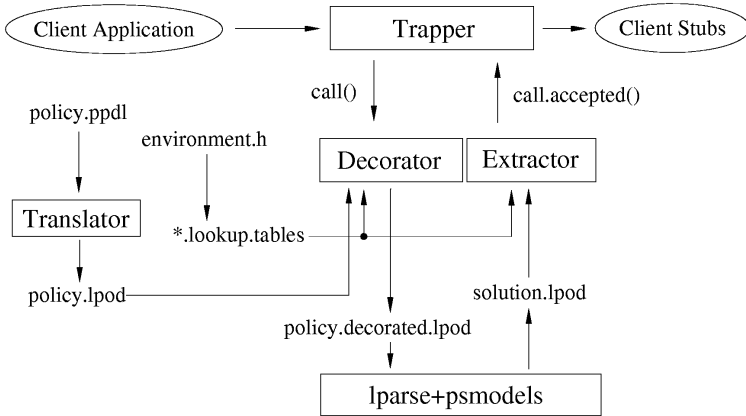 Client Application
Trapper
Client Stubs
call()
call.accepted()
policy.ppdl
environment.h
Decorator
Extractor
Translator
*.lookup.tables
policy.lpod
solution.lpod
policy.decorated.lpod
lparse+psmodels